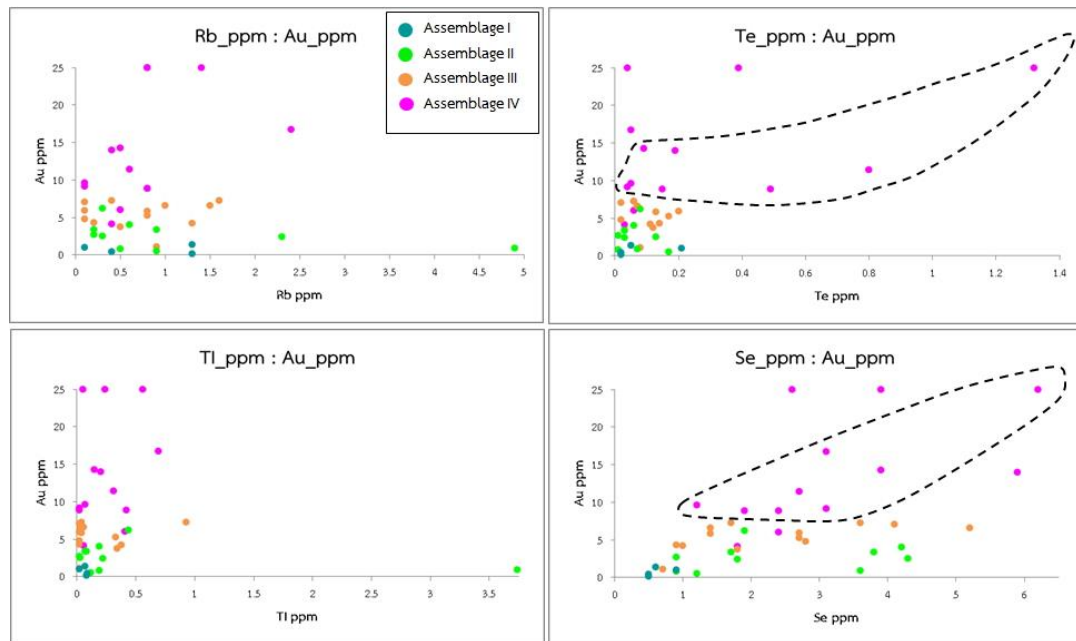 Rb_ppm : Au_ppm
Assemblage I
Assemblage II
Assemblage III
Assemblage IV
25
20
15
10
5
0
Au ppm
0 0.5 1 1.5 2 2.5 3 3.5 4 4.5 5
Rb ppm
Te_ppm : Au_ppm
25
20
15
10
5
0
Au ppm
0 0.2 0.4 0.6 0.8 1 1.2 1.4
Te ppm
Tl_ppm : Au_ppm
25
20
15
10
5
0
Au ppm
0 0.5 1 1.5 2 2.5 3 3.5
Tl ppm
Se_ppm : Au_ppm
25
20
15
10
5
0
Au ppm
0 1 2 3 4 5 6
Se ppm